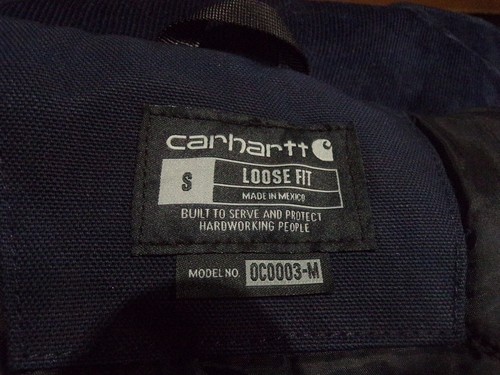 carhartt
S
LOOSE FIT
MADE IN MEXICO
BUILT TO SERVE AND PROTECT
HARDWORKING PEOPLE
MODEL NO. OC0003-M